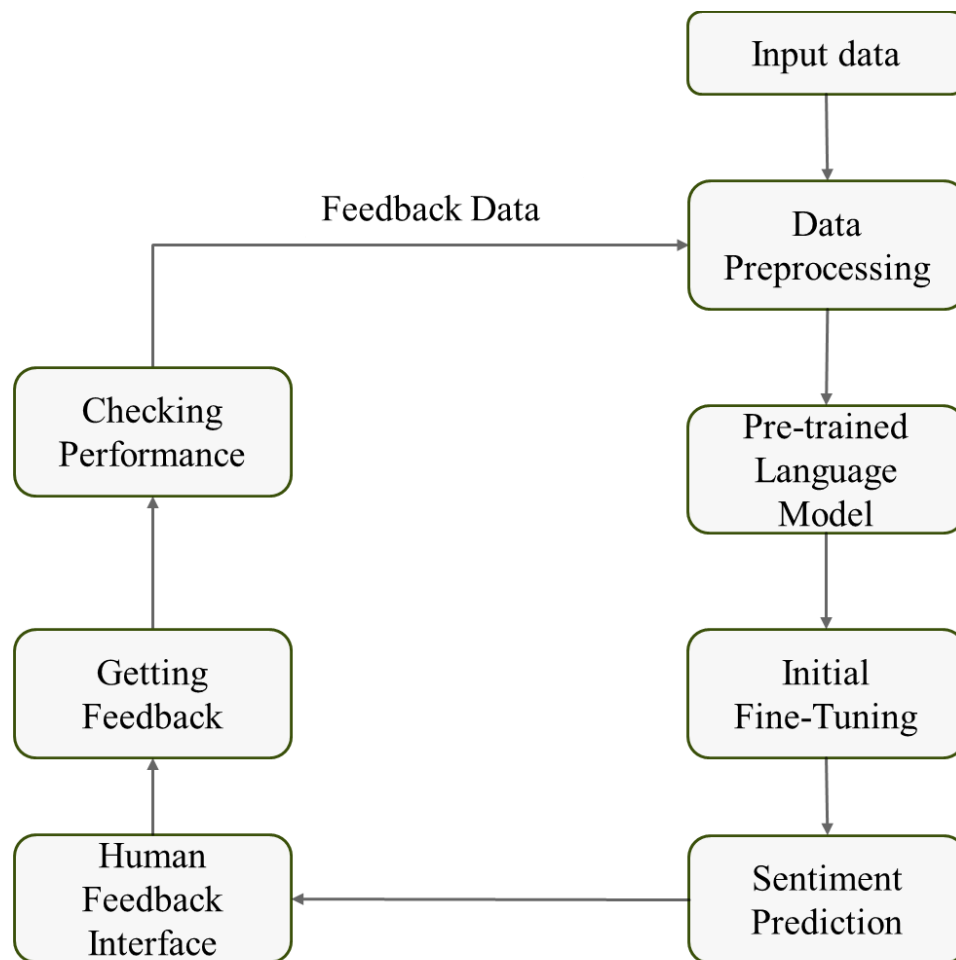 Input data
Feedback Data
Data
Preprocessing
Checking
Performance
Pre-trained
Language
Model
Getting
Feedback
Initial
Fine-Tuning
Human
Feedback
Interface
Sentiment
Prediction